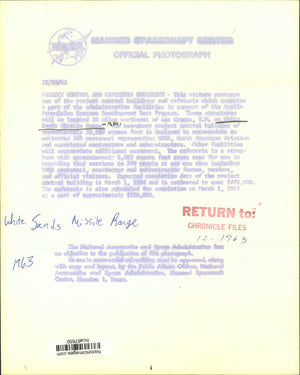 NASA
MANNED SPACECRAFT CENTER
OFFICIAL PHOTOGRAPH
12/23/63
PROJECT CONTROL AND CAFETERIA BUILDINGS - This picture portrays
one of the project control buildings and cafeteria which comprise
a part of the administrative facilities in support of the Apollo
Propulsion Systems Development Test Program. These structures
will be located 20 miles northeast of Las Cruces, N.M. on White
Sands Missile Range. The two-story project control building of
approximately 32,000 square feet is designed to accommodate an
estimated 165 personnel representing NASA, North American Aviation
and associated contractors and sub-contractors. Other facilities
will accommodate additional personnel. The cafeteria is a struc-
ture with approximately 5,800 square feet gross area for use in
providing food services to 240 people at any one time including
NASA personnel, contractor and subcontractor forces, vendors,
and official visitors. Expected completion date of the project
control building is March 1, 1964 and is estimated to cost
The cafeteria is also scheduled for completion on March 1, 1964
at a cost of approximately
White Sands Missile Range
1963
RETURN to:
CHRONICLE FILES
12-1963
The National Aeronautics and Space Administration has
no objection to the publication of this photograph.
Its use in commercial advertising must be approved, along
with copy and layout, by the Public Affairs Officer, National
Aeronautics and Space Administration, Manned Spacecraft
Center, Houston 1, Texas.
historicimages.com